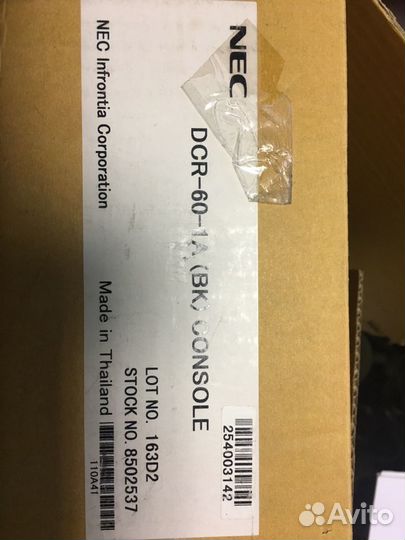 NEC
DCR-60-1A (BK) CONSOLE
LOT NO. 163D2
STOCK NO. 8502537
254003142
NEC Infrontia Corporation
Made in Thailand
110A41
Avito